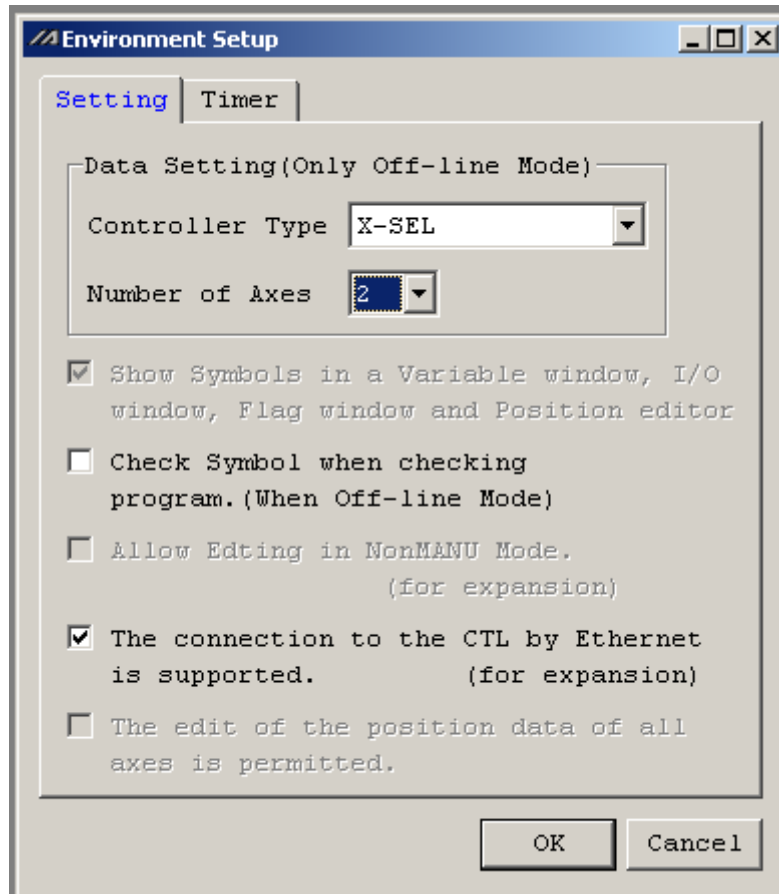 Environment Setup
Setting Timer
Data Setting(Only Off-line Mode)
Controller Type X-SEL
Number of Axes 2
Show Symbols in a Variable window, I/O
window, Flag window and Position editor
Check Symbol when checking
program.(When Off-line Mode)
Allow Edting in NonMANU Mode.
(for expansion)
The connection to the CTL by Ethernet
is supported. (for expansion)
The edit of the position data of all
axes is permitted.
OK Cancel